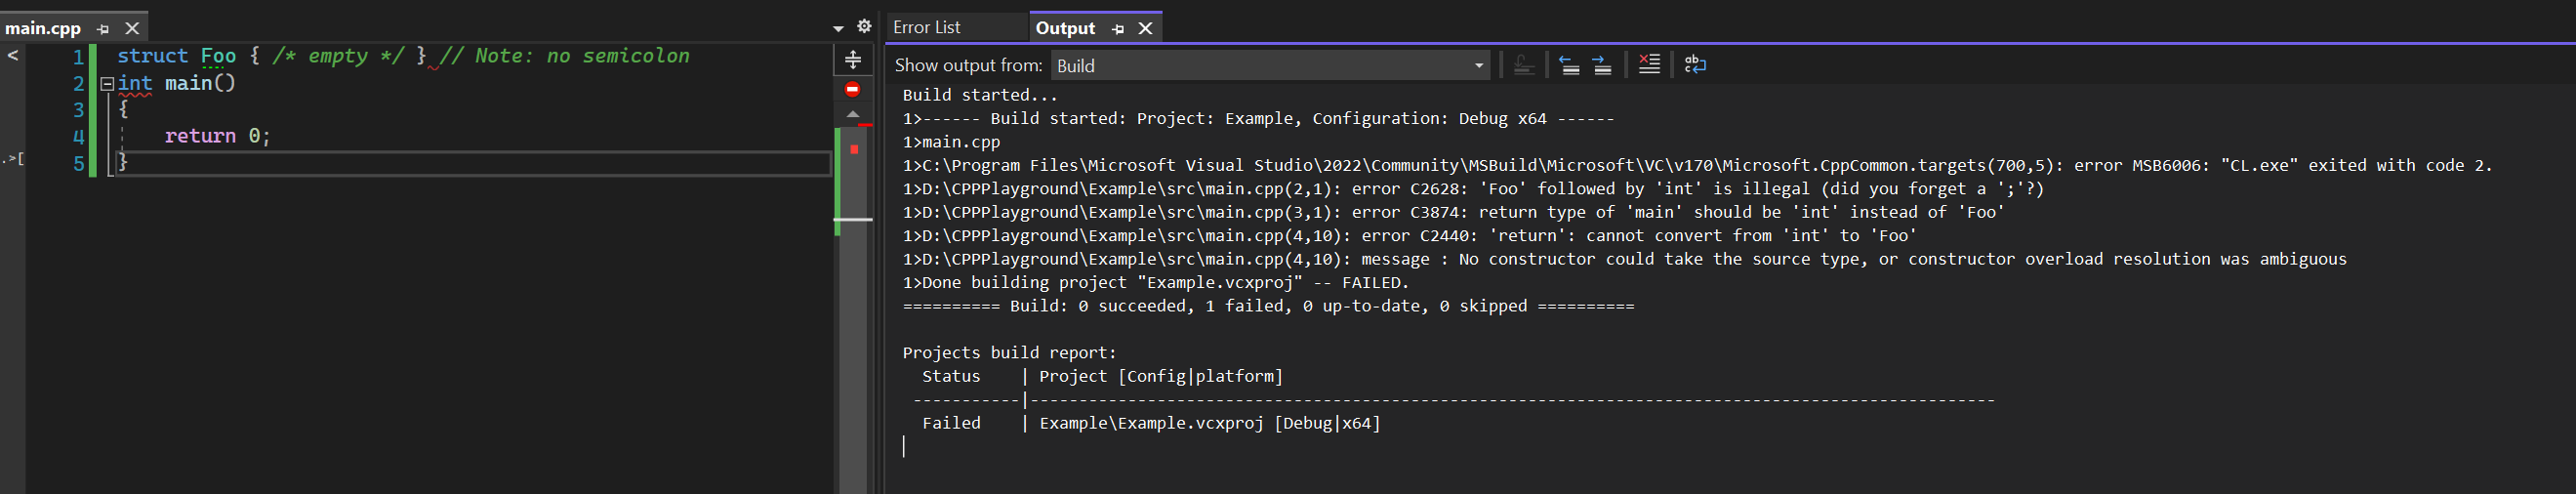 main.cpp
1 struct Foo { /* empty */ } // Note: no semicolon
2 int main()
3 {
4 return 0;
5 }
Error List Output
Show output from: Build
Build started...
1>------ Build started: Project: Example, Configuration: Debug x64 ------
1>main.cpp
1>C:\Program Files\Microsoft Visual Studio\2022\Community\MSBuild\Microsoft\VC\v170\Microsoft.CppCommon.targets(700,5): error MSB6006: "CL.exe" exited with code 2.
1>D:\CPPPlayground\Example\src\main.cpp(2,1): error C2628: 'Foo' followed by 'int' is illegal (did you forget a ';'?)
1>D:\CPPPlayground\Example\src\main.cpp(3,1): error C3874: return type of 'main' should be 'int' instead of 'Foo'
1>D:\CPPPlayground\Example\src\main.cpp(4,10): error C2440: 'return': cannot convert from 'int' to 'Foo'
1>D:\CPPPlayground\Example\src\main.cpp(4,10): message : No constructor could take the source type, or constructor overload resolution was ambiguous
1>Done building project "Example.vcxproj" -- FAILED.
========== Build: 0 succeeded, 1 failed, 0 up-to-date, 0 skipped ==========
Projects build report:
Status | Project [Config|platform]
-----------|---------------------------------------------------------------------------------------------------
Failed | Example\Example.vcxproj [Debug|x64]